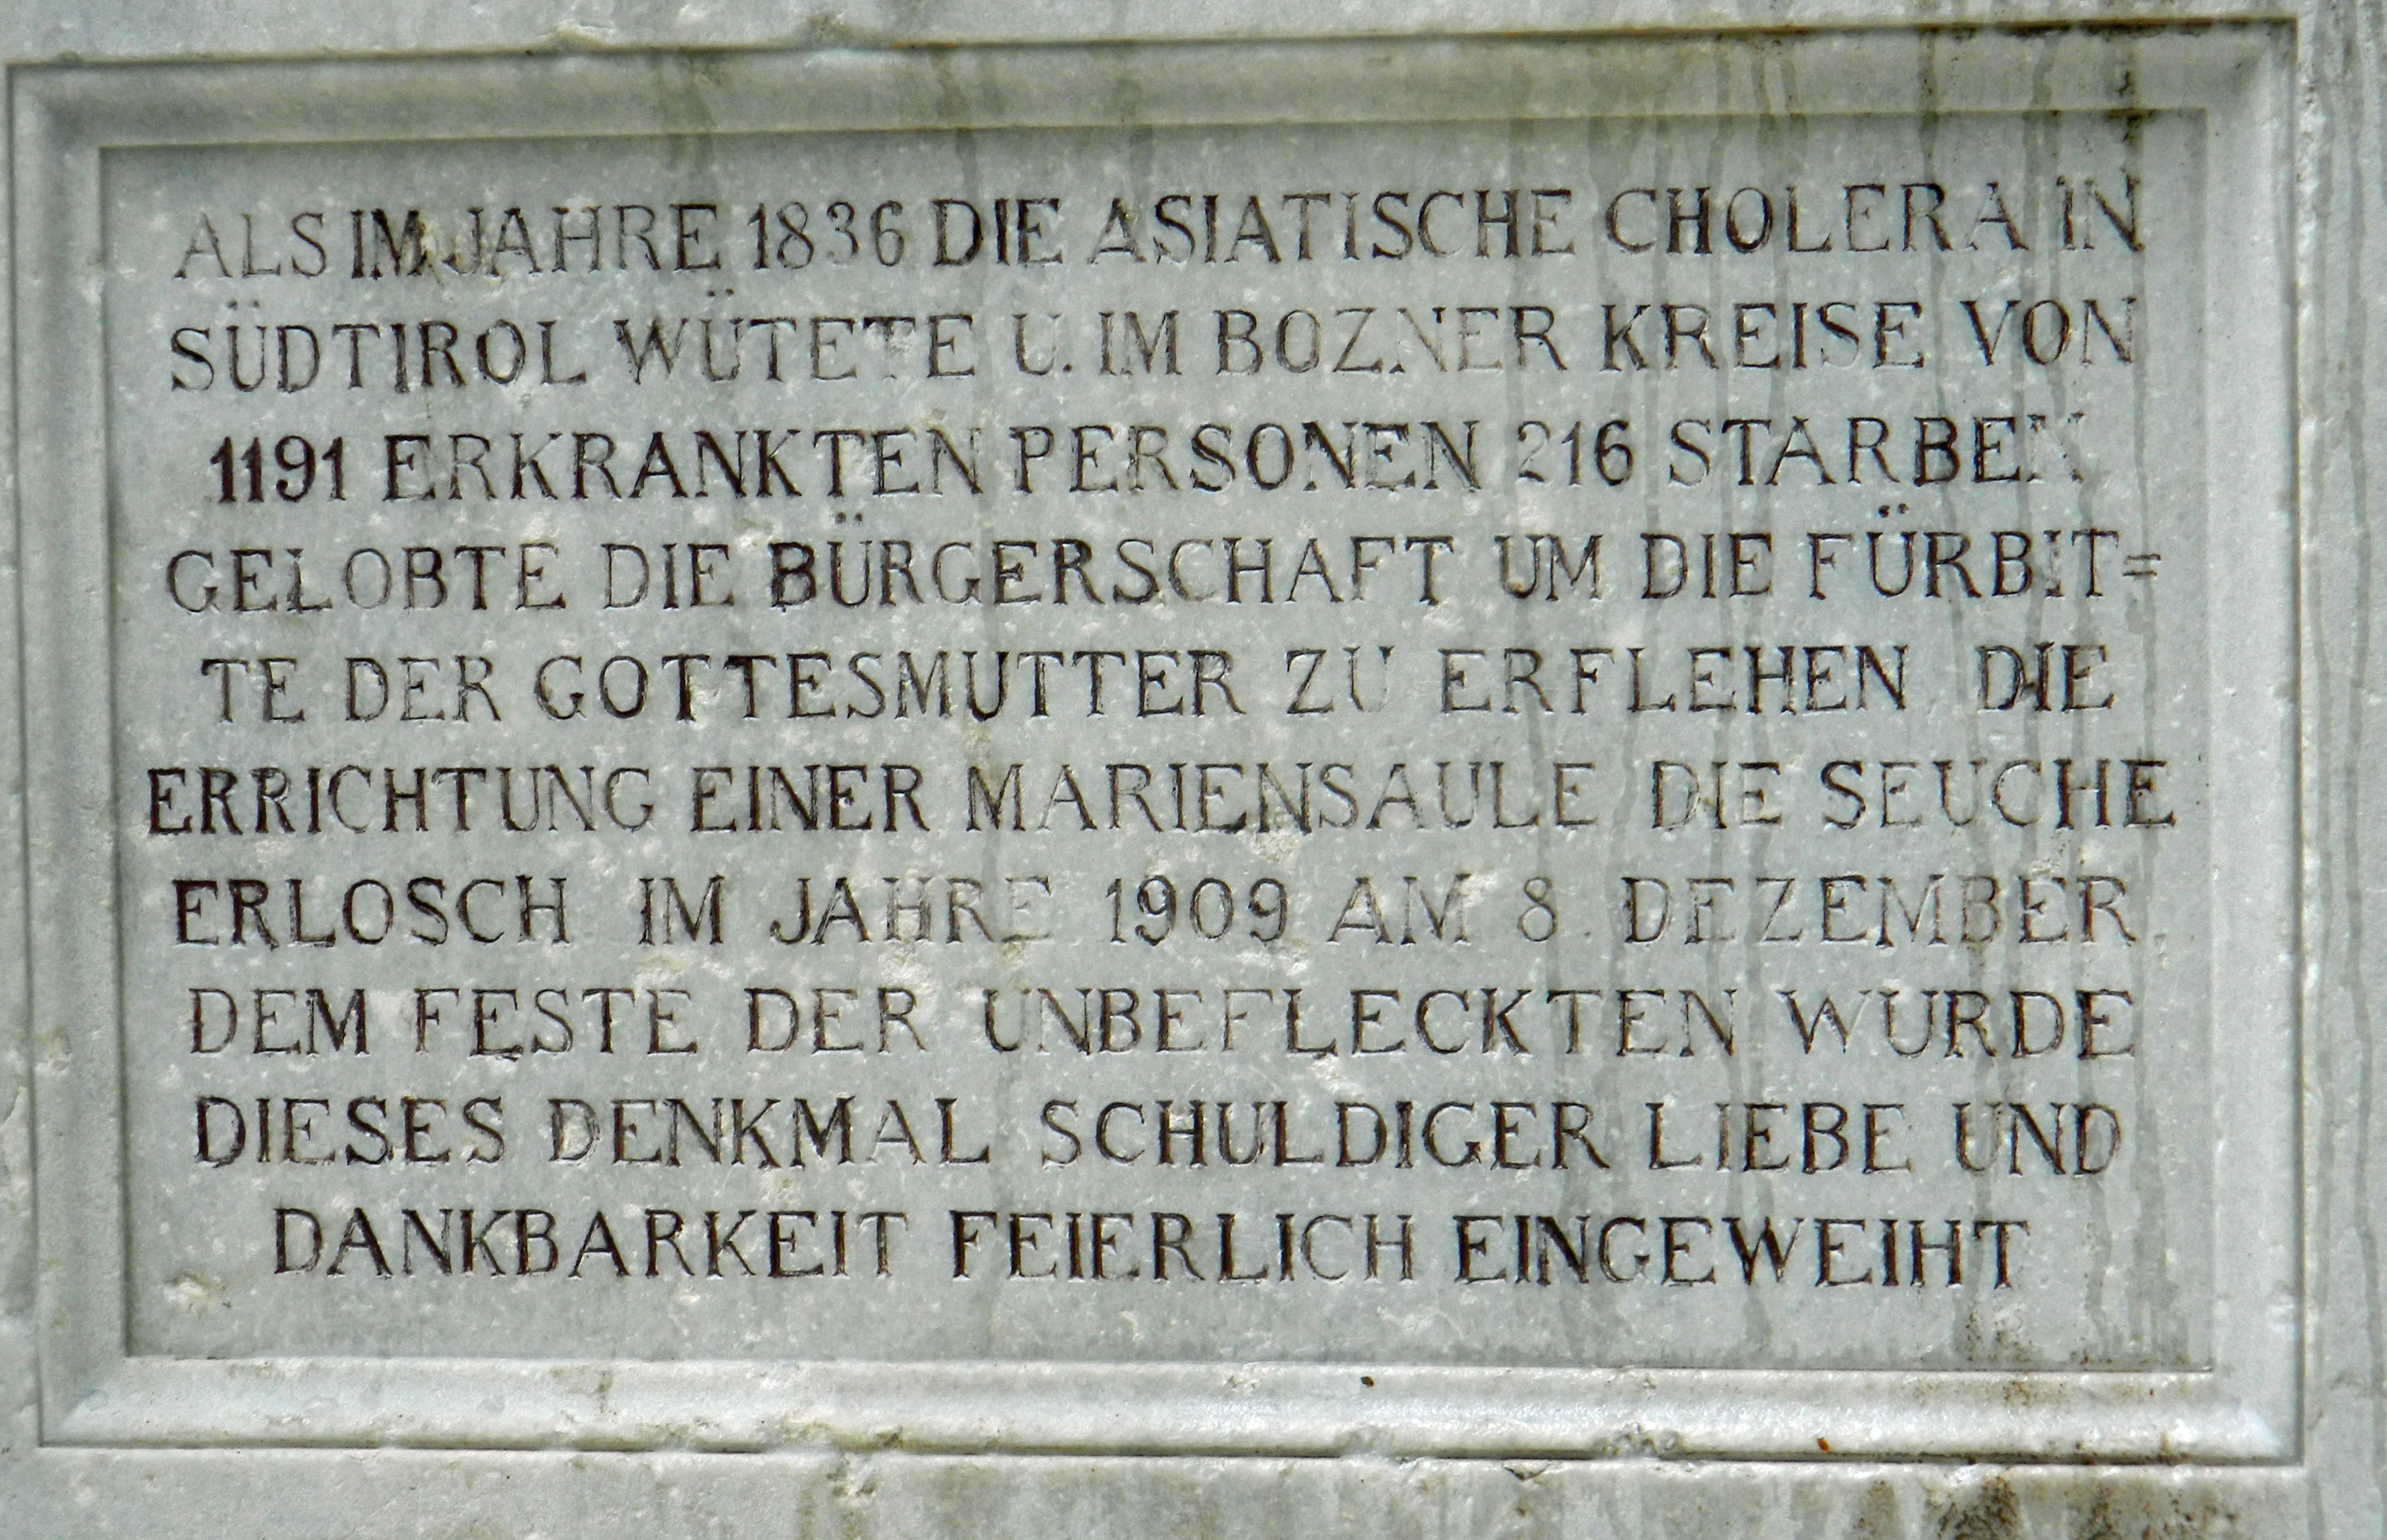 ALS IM JAHRE 1836 DIE ASIATISCHE CHOLERA IN
SÜDTIROL WÜTETE U. IM BOZNER KREISE VON
1191 ERKRANKTEN PERSONEN 216 STARBEN
GELOBTE DIE BÜRGERSCHAFT UM DIE FÜRBIT=
TE DER GOTTESMUTTER ZU ERFLEHEN DIE
ERRICHTUNG EINER MARIENSAULE DIE SEUCHE
ERLOSCH IM JAHRE 1909 AM 8. DEZEMBER.
DEM FESTE DER UNBEFLECKTEN WURDE
DIESES DENKMAL SCHULDIGER LIEBE UND
DANKBARKEIT FEIERLICH EINGEWEIHT